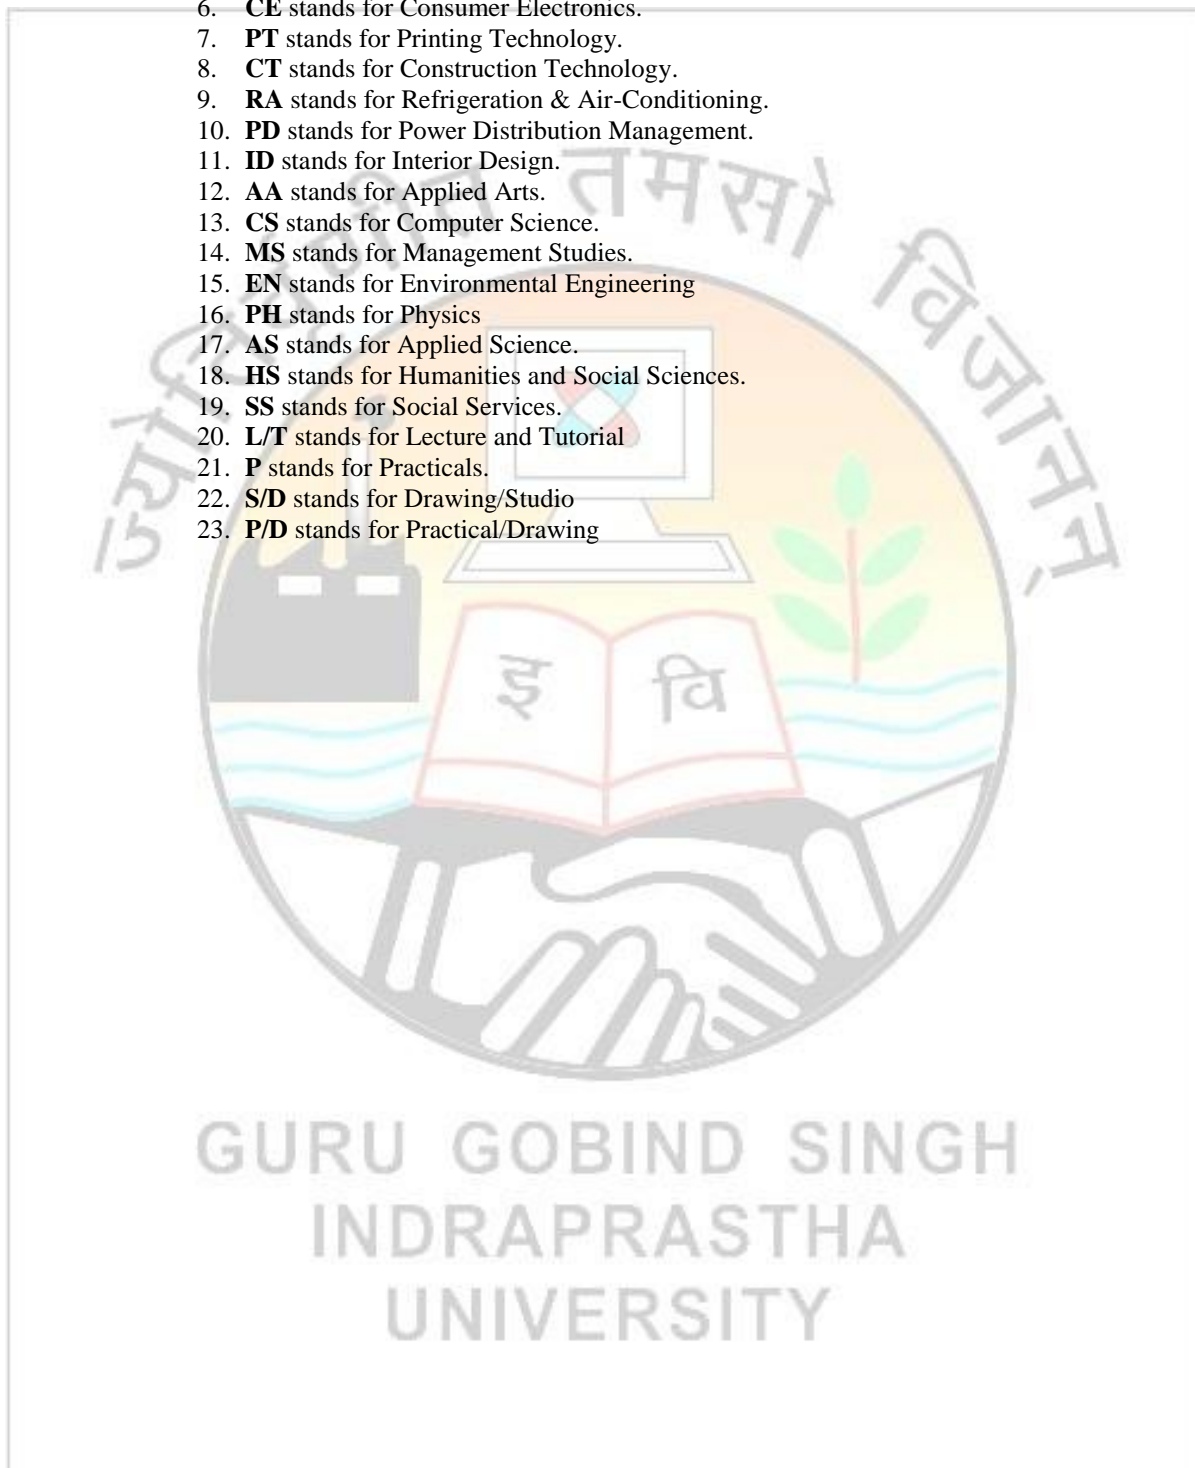 6. CE stands for Consumer Electronics.
7. PT stands for Printing Technology.
8. CT stands for Construction Technology.
9. RA stands for Refrigeration & Air-Conditioning.
10. PD stands for Power Distribution Management.
11. ID stands for Interior Design.
12. AA stands for Applied Arts.
13. CS stands for Computer Science.
14. MS stands for Management Studies.
15. EN stands for Environmental Engineering
16. PH stands for Physics
17. AS stands for Applied Science.
18. HS stands for Humanities and Social Sciences.
19. SS stands for Social Services.
20. L/T stands for Lecture and Tutorial
21. P stands for Practicals.
22. S/D stands for Drawing/Studio
23. P/D stands for Practical/Drawing
तमसो
इ वि
GURU GOBIND SINGH
INDRAPRASTHA
UNIVERSITY